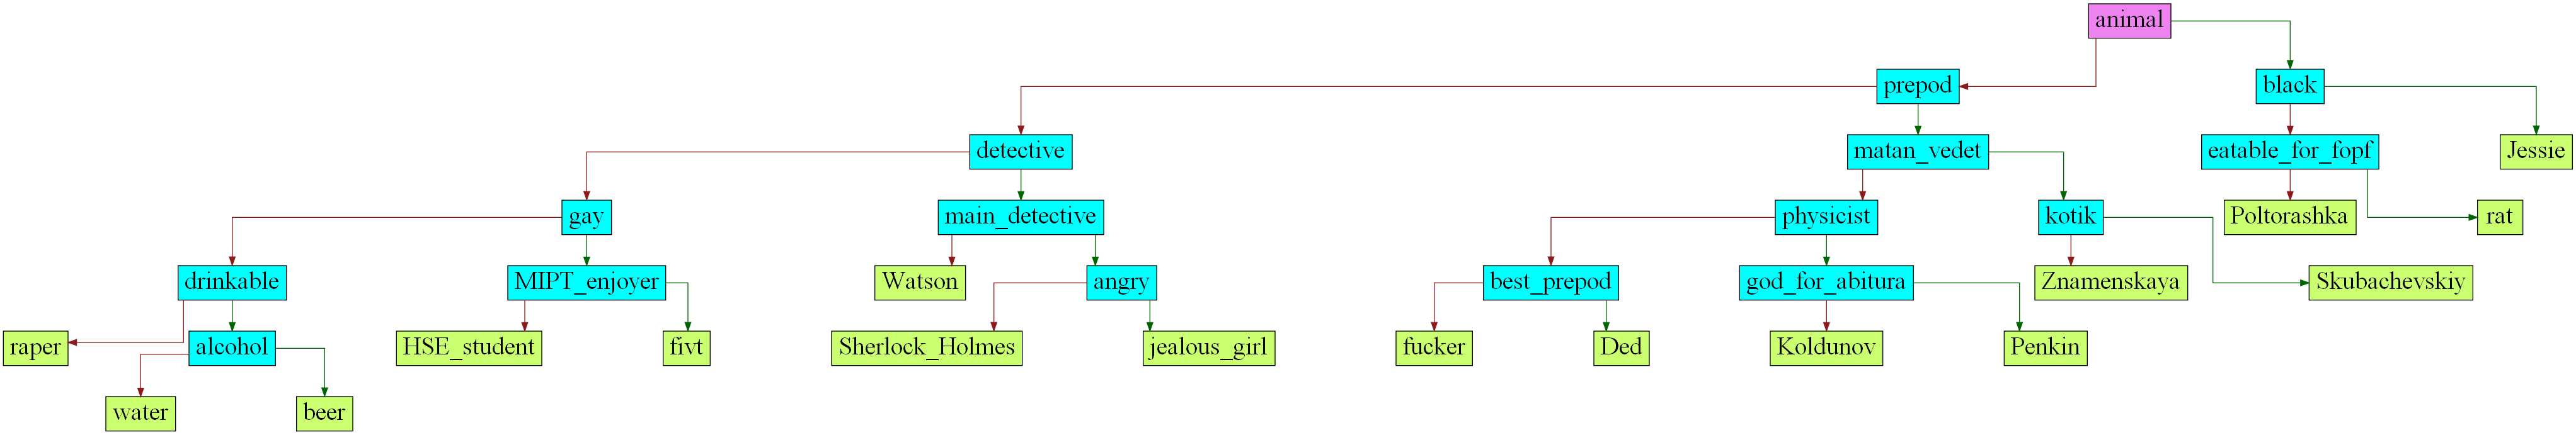 animal
prepod
black
detective
matan_vedet
eatable_for_fopf
Jessie
gay
main_detective
physicist
kotik
Poltorashka
rat
drinkable
MIPT_enjoyer
Watson
angry
best_prepod
god_for_abitura
Znamenskaya
Skubachevskiy
raper
alcohol
HSE_student
fivt
Sherlock_Holmes
jealous_girl
fucker
Ded
Koldunov
Penkin
water
beer